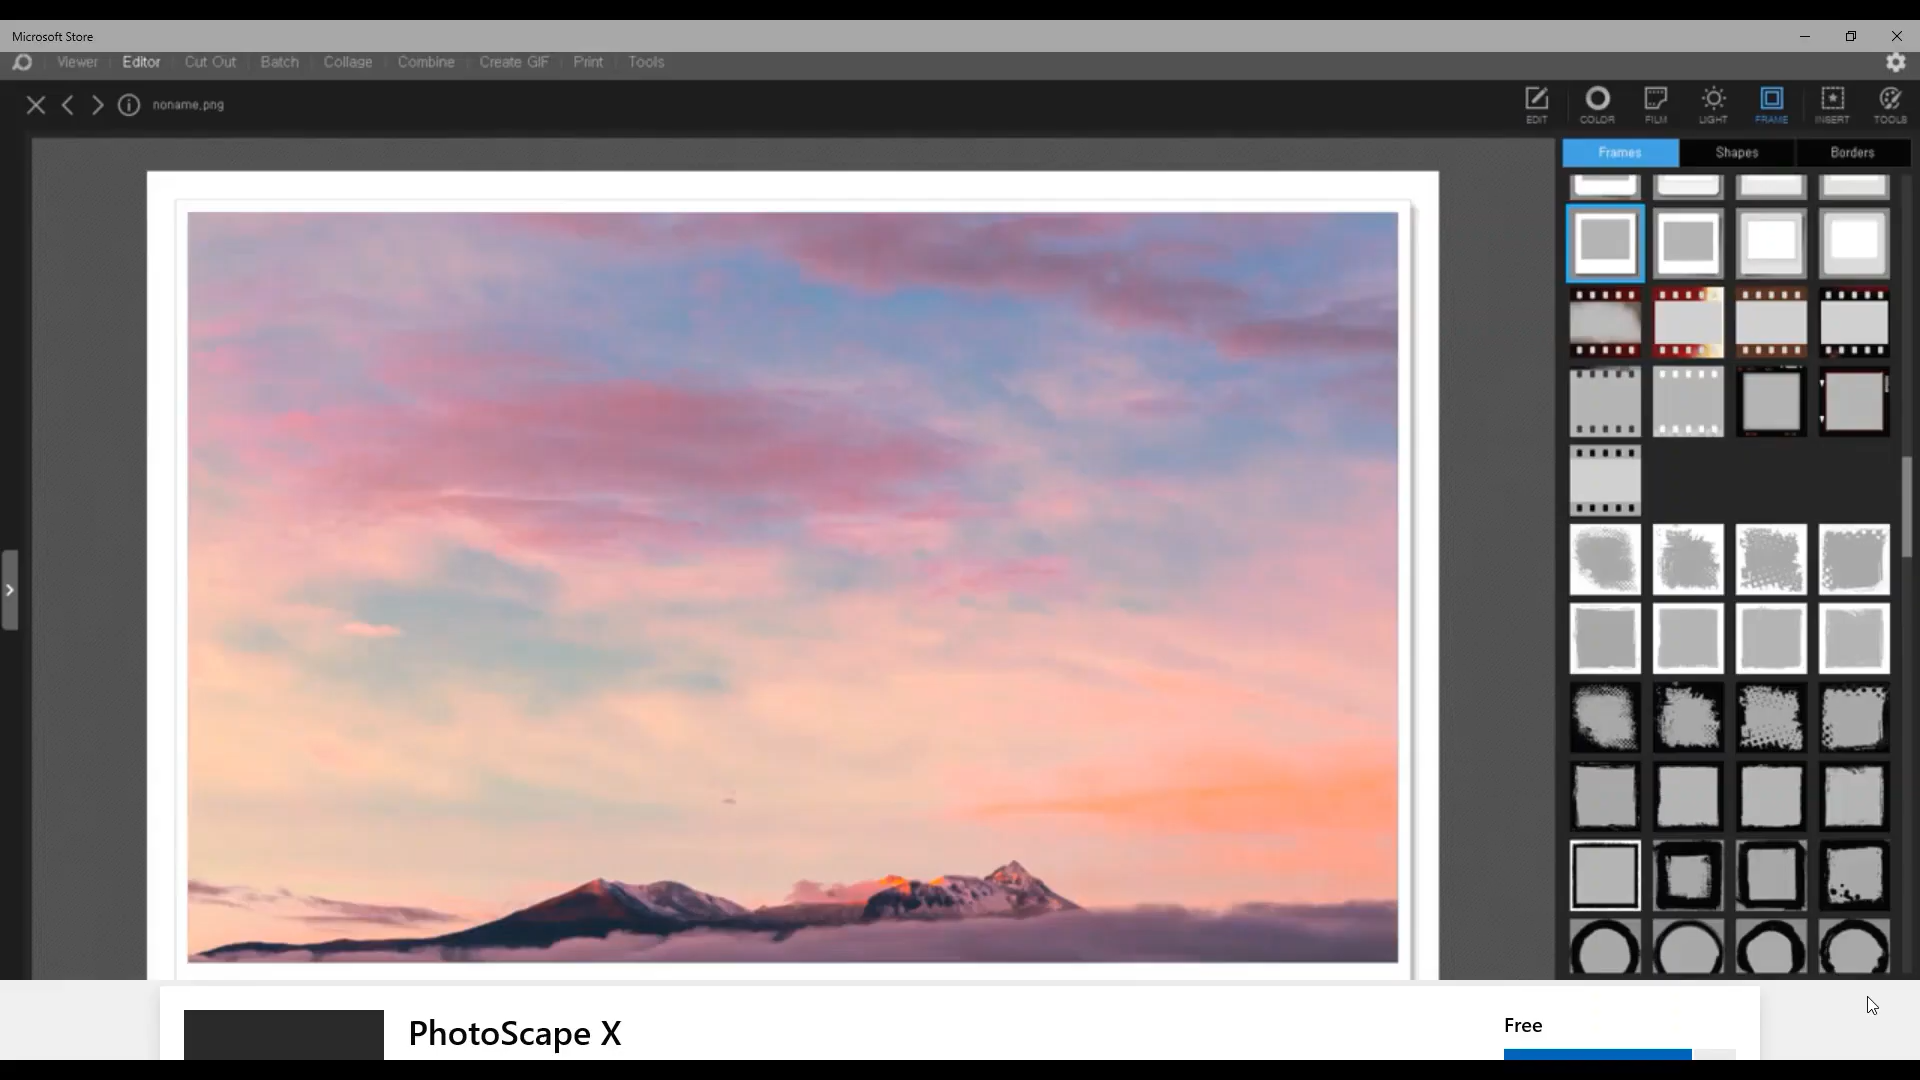 Microsoft Store
Viewer Editor Cut Out Batch Collage Combine Create GIF Print Tools
noname.png
EDIT COLOR FILM LIGHT FRAME INSERT TOOLS
Frames Shapes Borders
PhotoScape X
Free